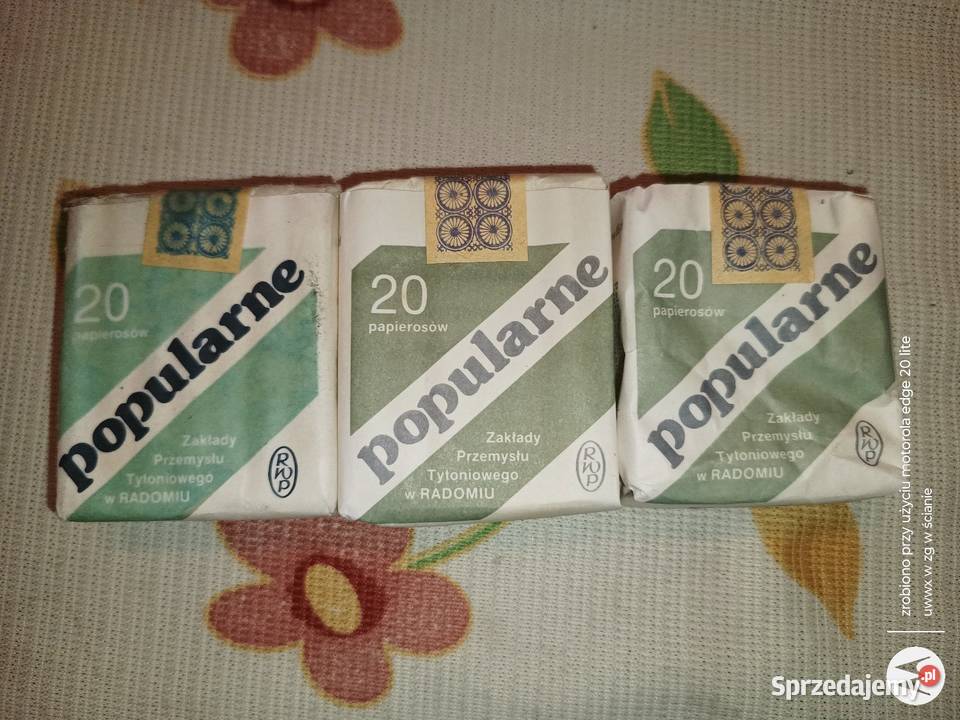 20
papierosów
popularne
Zakłady
Przemysłu
Tytoniowego
w RADOMIU
RWP
20
papierosów
popularne
Zakłady
Przemysłu
Tytoniowego
w RADOMIU
RWP
20
papierosów
popularne
Zakłady
Przemysłu
Tytoniowego
w RADOMIU
RWP
zrobiono przy użyciu motorola edge 20 lite
uwwx w zg w ścianie
Sprzedajemy.pl